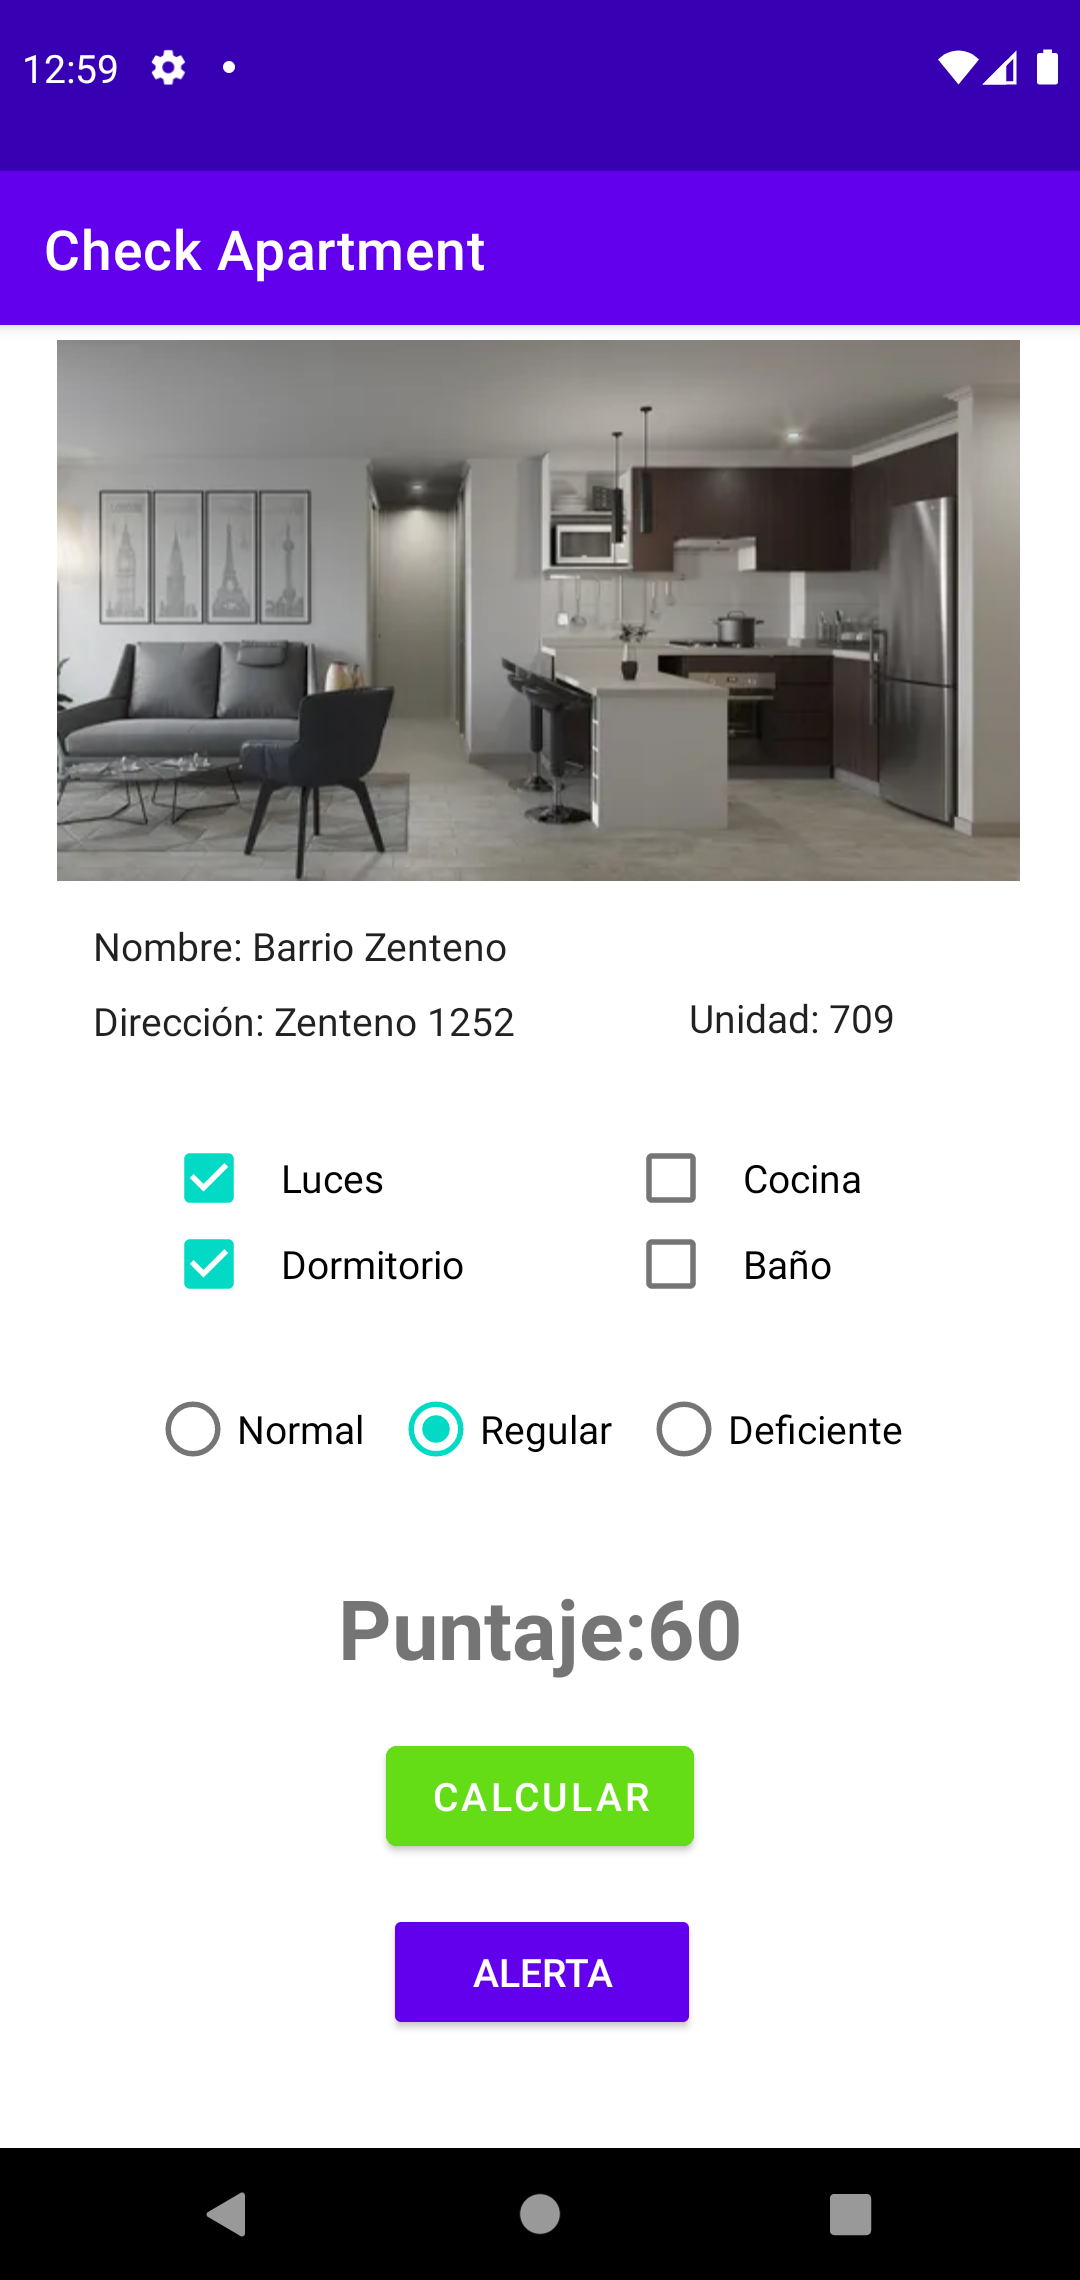 12:59
Check Apartment
Nombre: Barrio Zenteno
Dirección: Zenteno 1252
Unidad: 709
Luces
Cocina
Dormitorio
Baño
Normal
Regular
Deficiente
Puntaje:60
CALCULAR
ALERTA